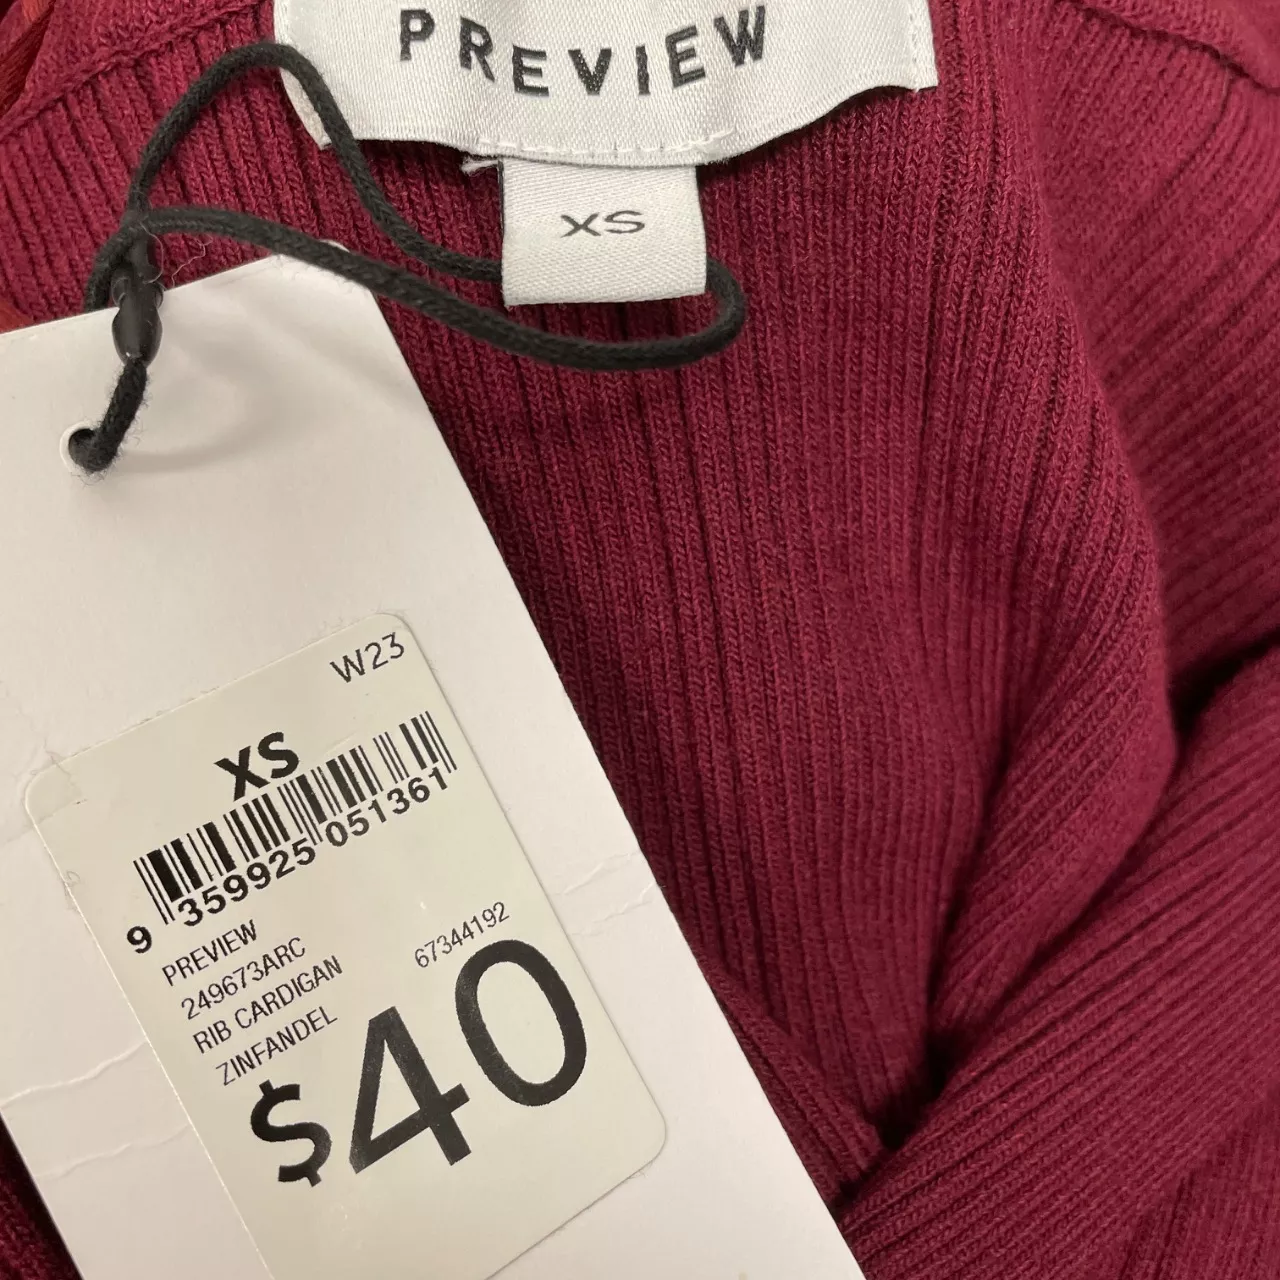 PREVIEW
XS
W23
XS
9 359925 051361
PREVIEW
249673ARC 67344192
RIB CARDIGAN
ZINFANDEL
$40